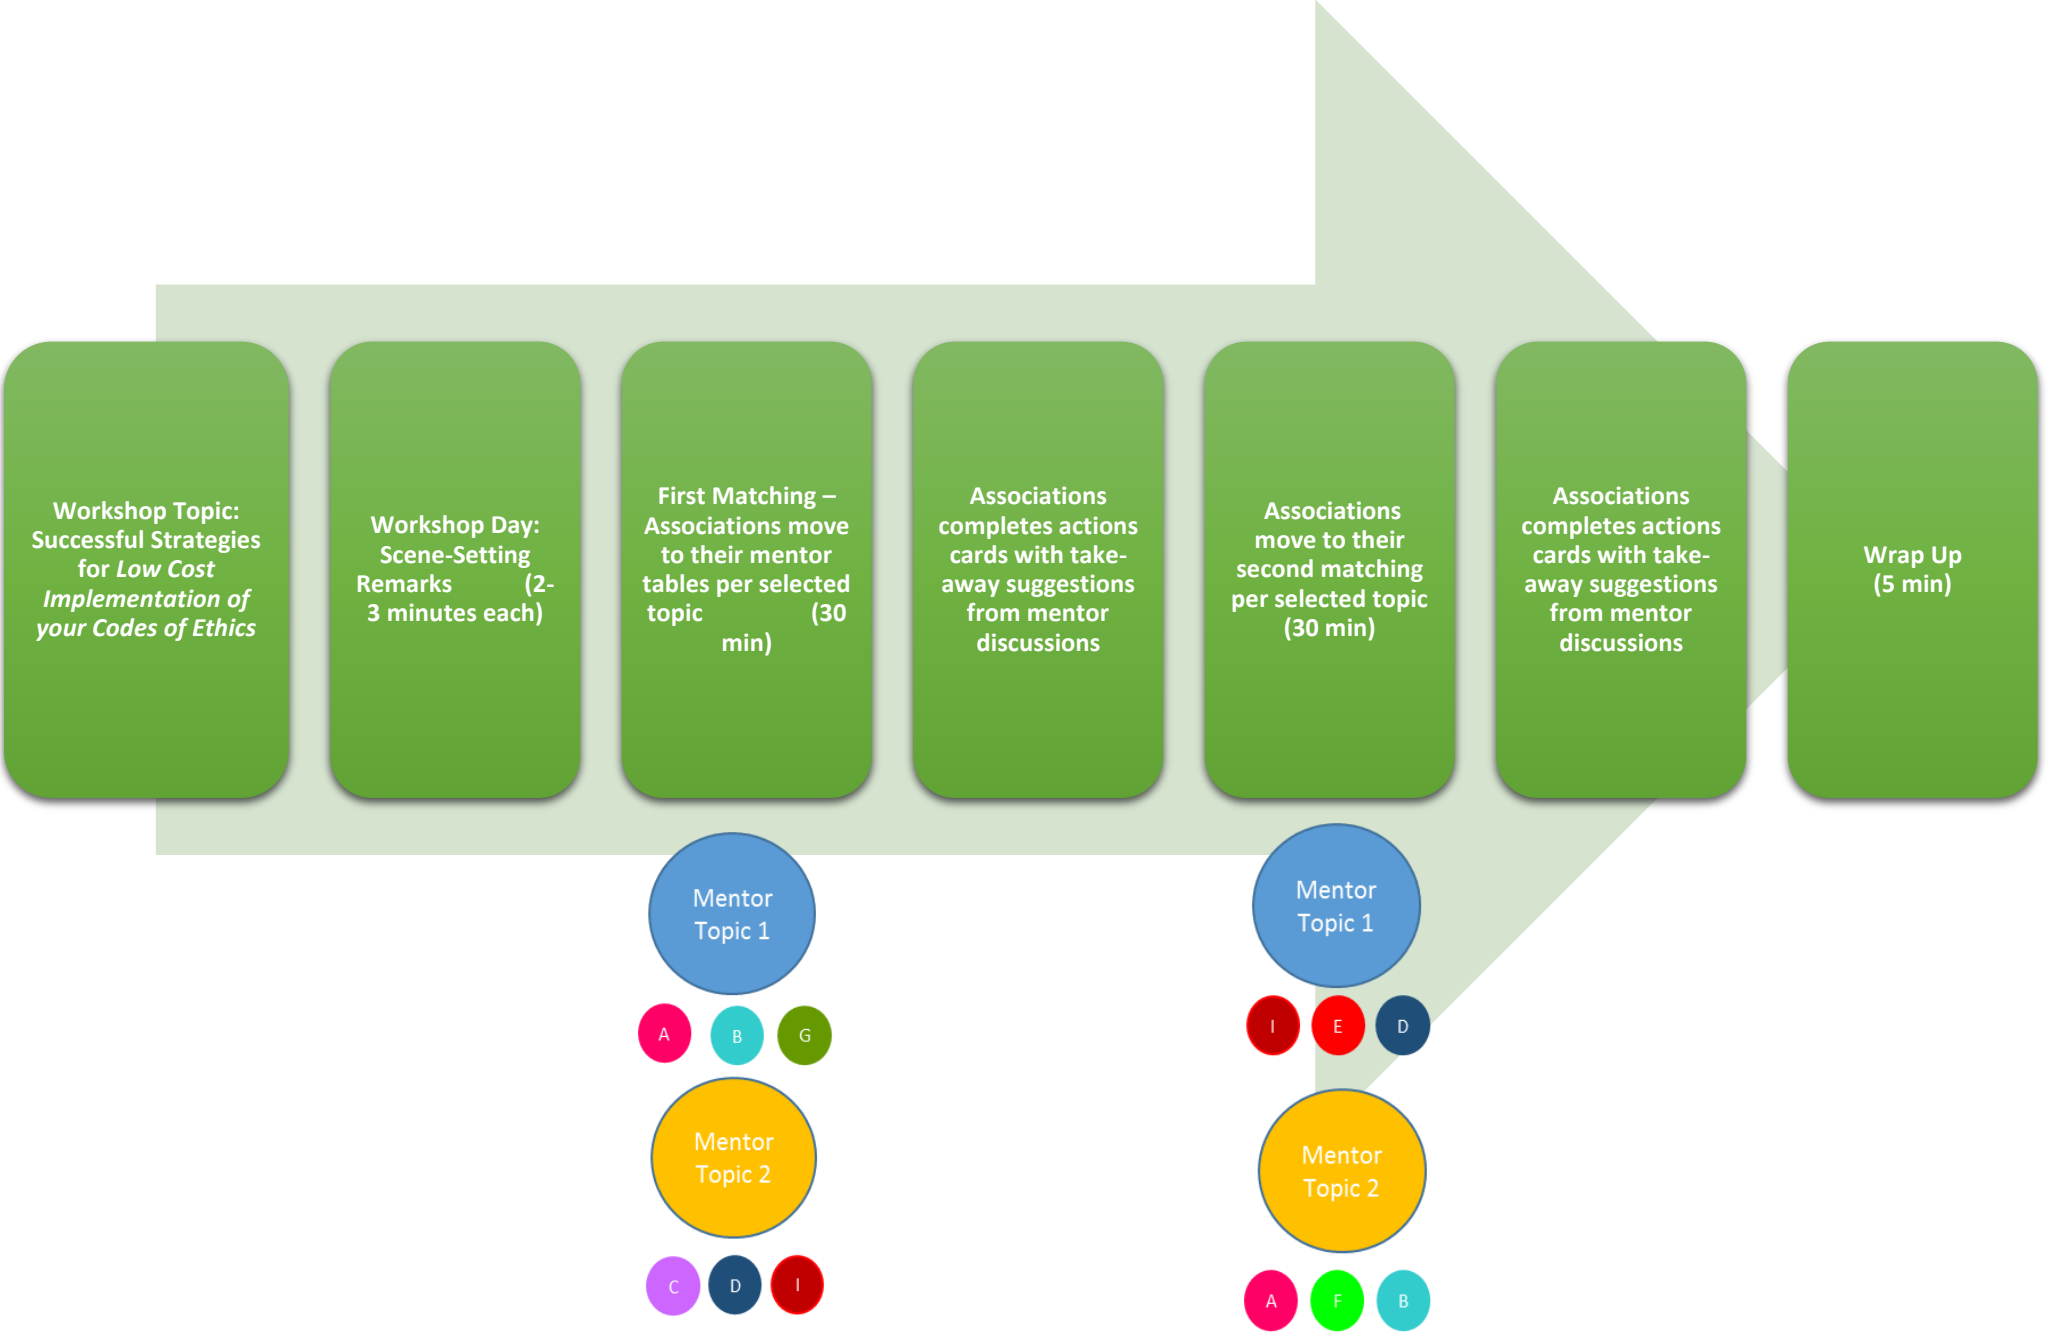 Workshop Topic:
Successful Strategies
for Low Cost
Implementation of
your Codes of Ethics
Workshop Day:
Scene-Setting
Remarks (2-
3 minutes each)
First Matching –
Associations move
to their mentor
tables per selected
topic (30
min)
Associations
completes actions
cards with take-
away suggestions
from mentor
discussions
Associations
move to their
second matching
per selected topic
(30 min)
Associations
completes actions
cards with take-
away suggestions
from mentor
discussions
Wrap Up
(5 min)
Mentor
Topic 1
A B G
Mentor
Topic 2
C D I
Mentor
Topic 1
I E D
Mentor
Topic 2
A F B